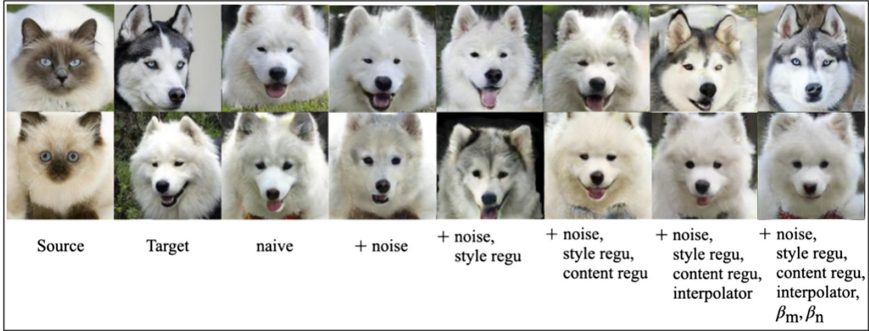 Source
Target
naive
+ noise
+ noise,
style regu
+ noise,
style regu,
content regu
+ noise,
style regu,
content regu,
interpolator
+ noise,
style regu,
content regu,
interpolator,
βm, βn